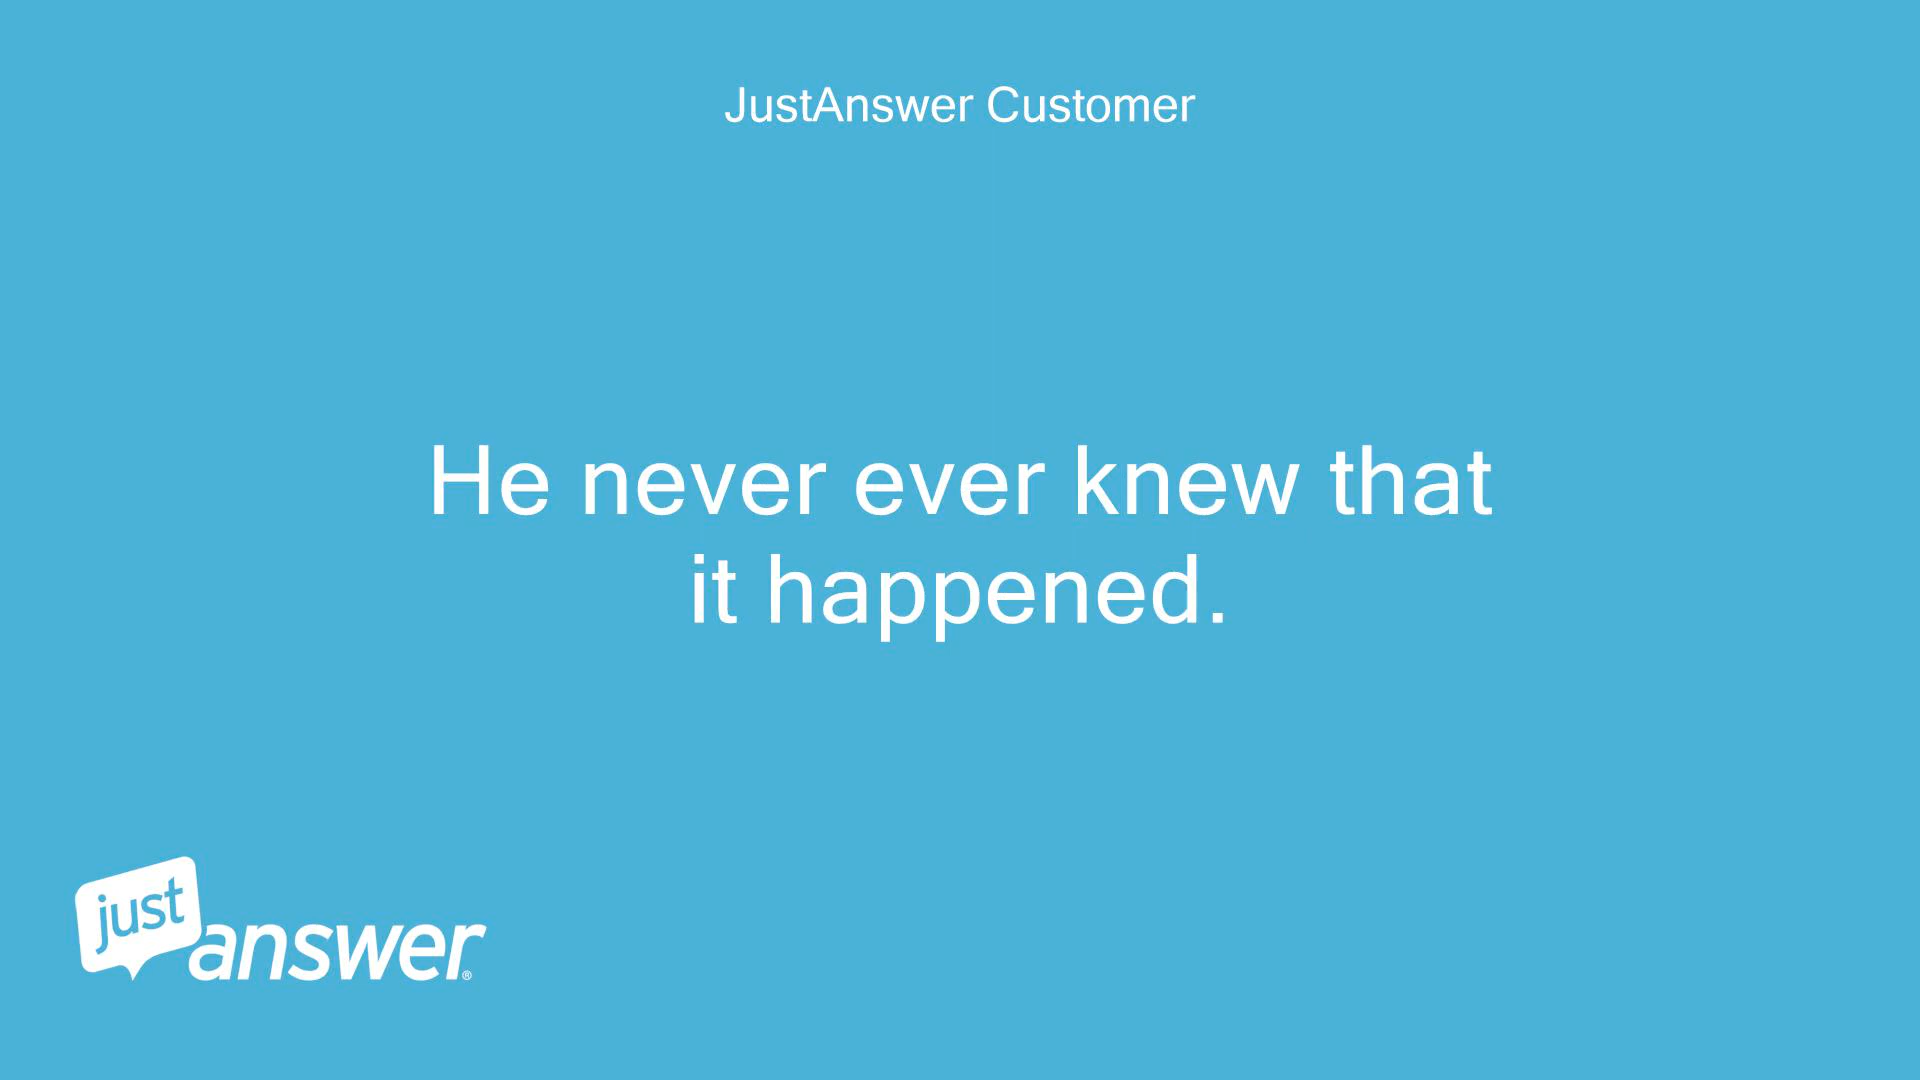 JustAnswer Customer
He never ever knew that
it happened.
just
answer®